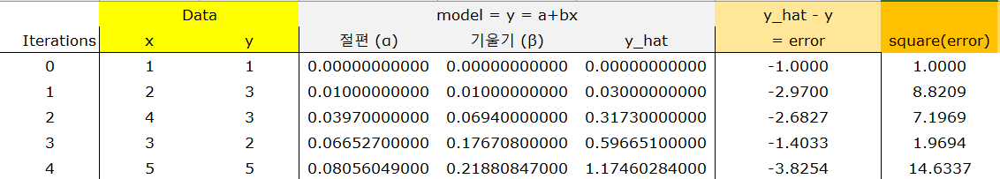 Data model = y = a+bx y_hat - y
Iterations x y 절편 (α) 기울기 (β) y_hat = error square(error)
0 1 1 0.00000000000 0.00000000000 0.00000000000 -1.0000 1.0000
1 2 3 0.01000000000 0.01000000000 0.03000000000 -2.9700 8.8209
2 4 3 0.03970000000 0.06940000000 0.31730000000 -2.6827 7.1969
3 3 2 0.06652700000 0.17670800000 0.59665100000 -1.4033 1.9694
4 5 5 0.08056049000 0.21880847000 1.17460284000 -3.8254 14.6337